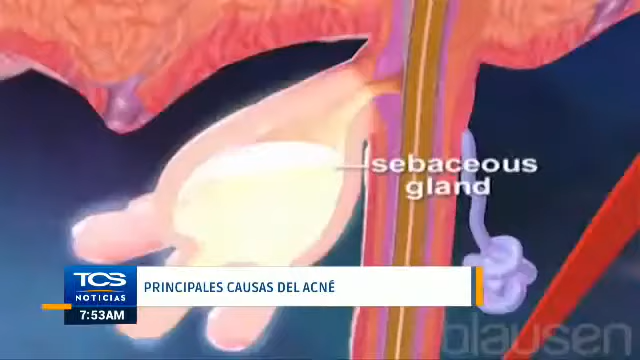 sebaceous
gland
TCS
NOTICIAS
7:53AM
PRINCIPALES CAUSAS DEL ACNÉ
blausen